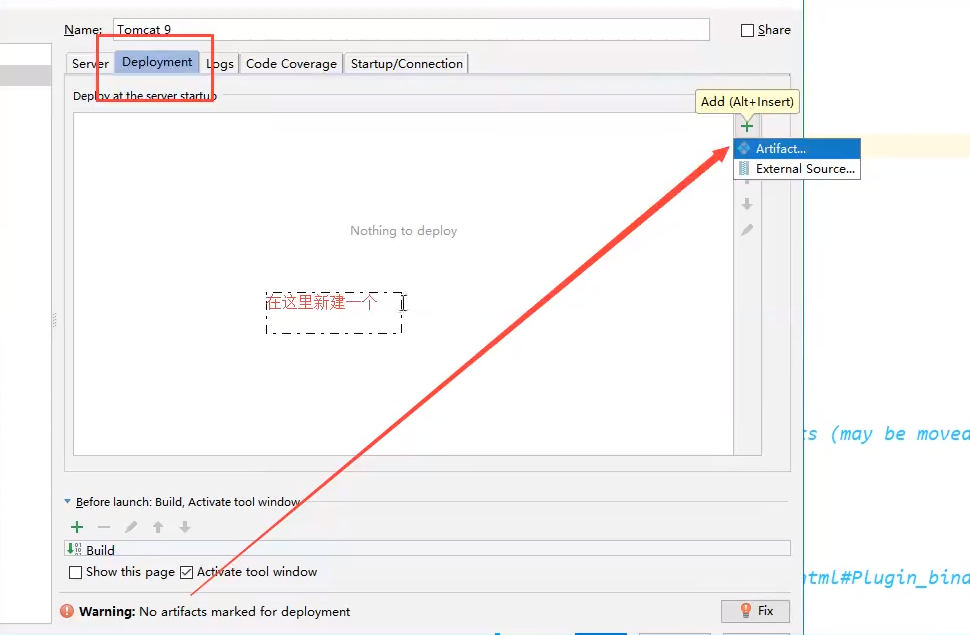 Name: Tomcat 9
Share
Server Deployment Logs Code Coverage Startup/Connection
Deploy at the server startup
Add (Alt+Insert)
Artifact...
External Source...
Nothing to deploy
在这里新建一个
ts (may be moved
Before launch: Build, Activate tool window
Build
html#Plugin_bind
Show this page Activate tool window
Warning: No artifacts marked for deployment
Fix